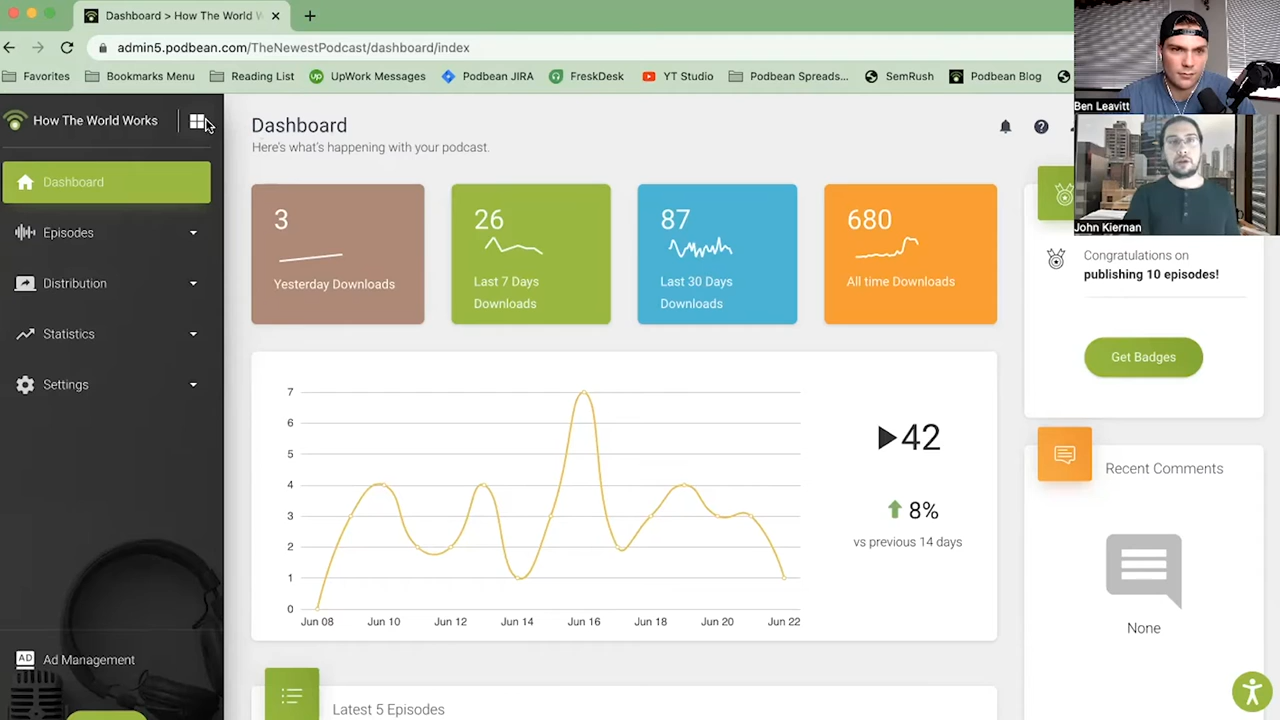 Dashboard > How The World W
admin5.podbean.com/TheNewestPodcast/dashboard/index
Favorites
Bookmarks Menu
Reading List
UpWork Messages
Podbean JIRA
FreskDesk
YT Studio
Podbean Spreads...
SemRush
Podbean Blog
Ben Leavitt
John Kiernan
How The World Works
Dashboard
Episodes
Distribution
Statistics
Settings
AD Ad Management
Dashboard
Here's what's happening with your podcast.
3
Yesterday Downloads
26
Last 7 Days
Downloads
87
Last 30 Days
Downloads
680
All time Downloads
7
6
5
4
3
2
1
0
Jun 08
Jun 10
Jun 12
Jun 14
Jun 16
Jun 18
Jun 20
Jun 22
42
8%
vs previous 14 days
Congratulations on
publishing 10 episodes!
Get Badges
Recent Comments
None
Latest 5 Episodes